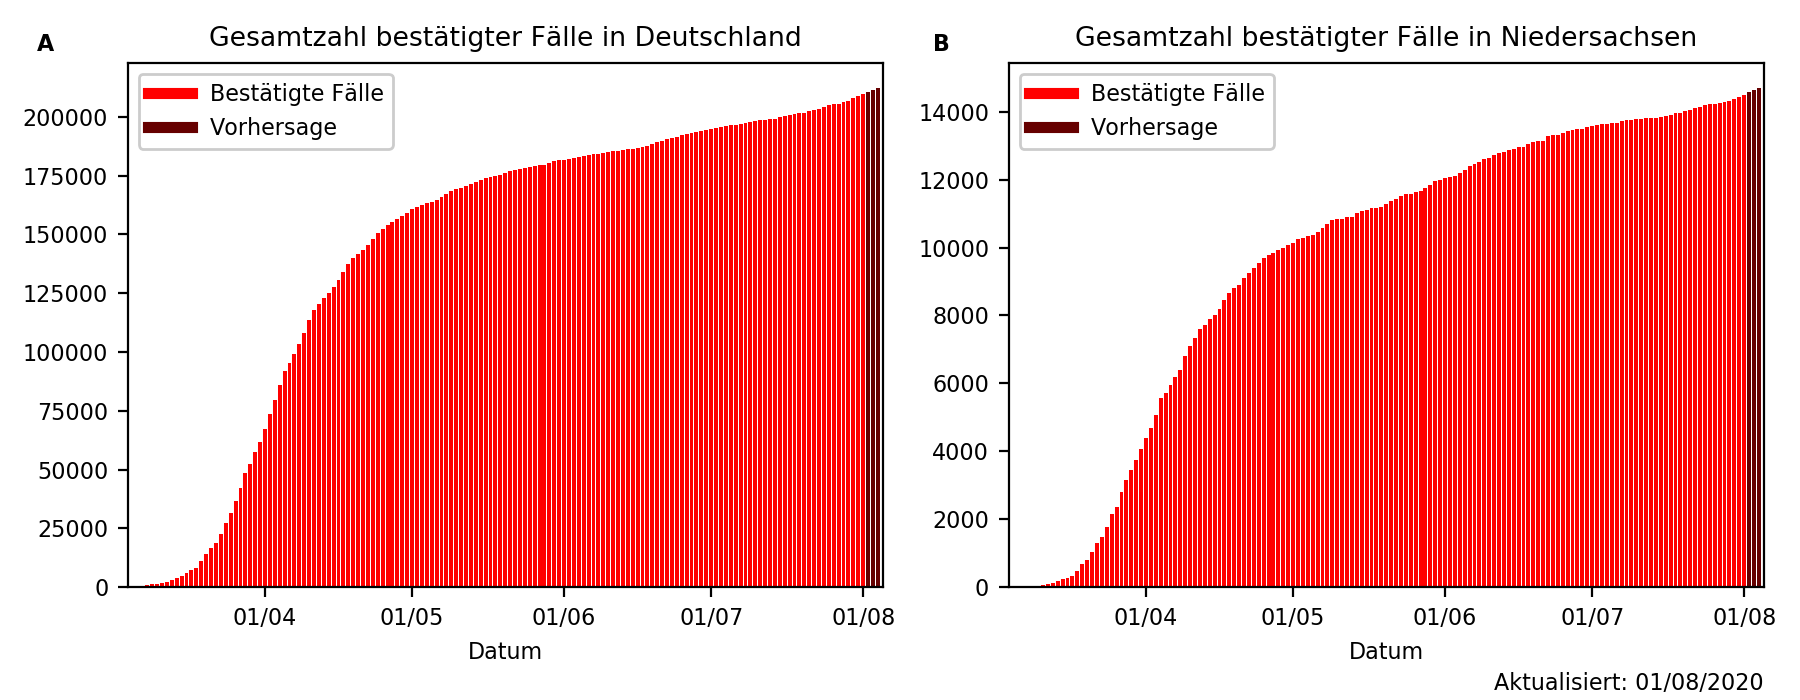 A
Gesamtzahl bestätigter Fälle in Deutschland
Bestätigte Fälle
Vorhersage
200000
175000
150000
125000
100000
75000
50000
25000
0
01/04 01/05 01/06 01/07 01/08
Datum
B
Gesamtzahl bestätigter Fälle in Niedersachsen
Bestätigte Fälle
Vorhersage
14000
12000
10000
8000
6000
4000
2000
0
01/04 01/05 01/06 01/07 01/08
Datum
Aktualisiert: 01/08/2020